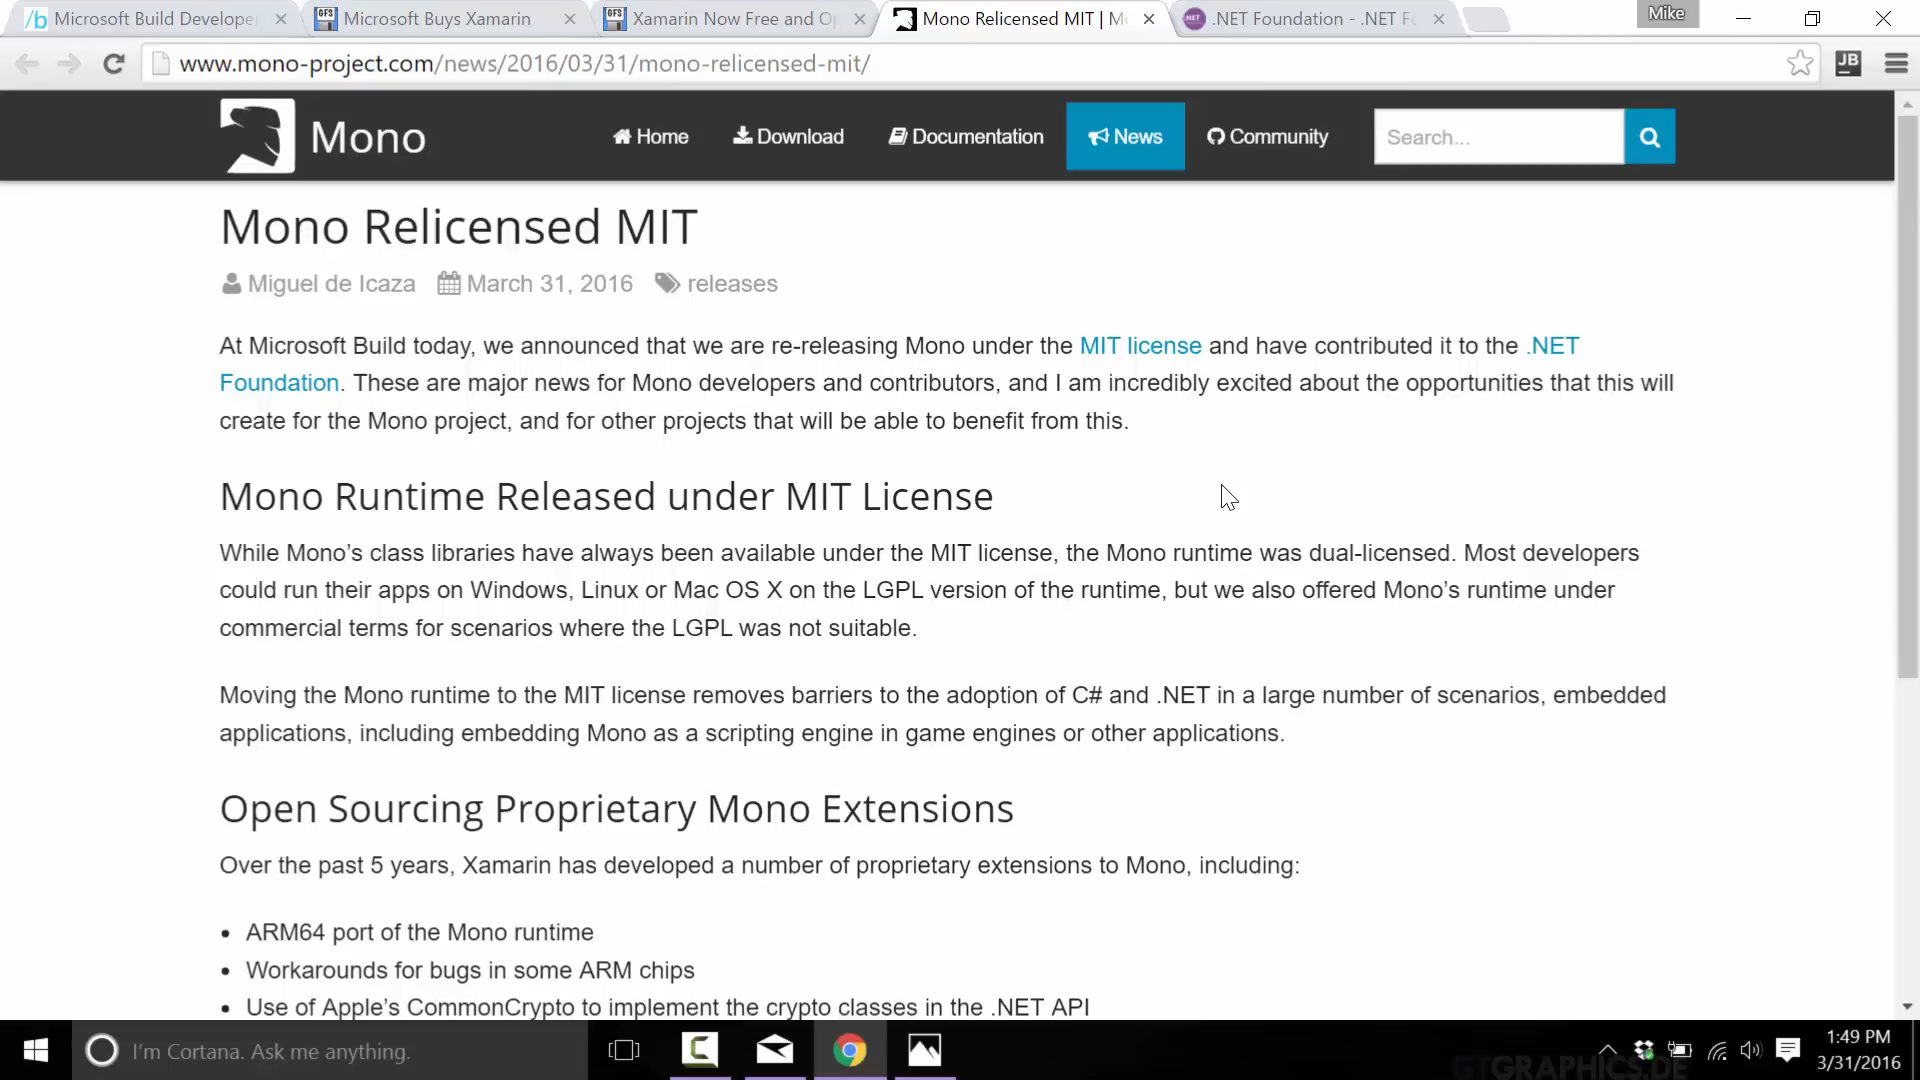 Microsoft Build Develope
Microsoft Buys Xamarin
Xamarin Now Free and O
Mono Relicensed MIT | M
.NET Foundation - .NET F
Mike
www.mono-project.com/news/2016/03/31/mono-relicensed-mit/
JB
Mono
Home
Download
Documentation
News
Community
Search...
Mono Relicensed MIT
Miguel de Icaza March 31, 2016 releases
At Microsoft Build today, we announced that we are re-releasing Mono under the MIT license and have contributed it to the .NET
Foundation. These are major news for Mono developers and contributors, and I am incredibly excited about the opportunities that this will
create for the Mono project, and for other projects that will be able to benefit from this.
Mono Runtime Released under MIT License
While Mono’s class libraries have always been available under the MIT license, the Mono runtime was dual-licensed. Most developers
could run their apps on Windows, Linux or Mac OS X on the LGPL version of the runtime, but we also offered Mono’s runtime under
commercial terms for scenarios where the LGPL was not suitable.
Moving the Mono runtime to the MIT license removes barriers to the adoption of C# and .NET in a large number of scenarios, embedded
applications, including embedding Mono as a scripting engine in game engines or other applications.
Open Sourcing Proprietary Mono Extensions
Over the past 5 years, Xamarin has developed a number of proprietary extensions to Mono, including:
• ARM64 port of the Mono runtime
• Workarounds for bugs in some ARM chips
• Use of Apple’s CommonCrypto to implement the crypto classes in the .NET API
I’m Cortana. Ask me anything.
GTGRAPHICS.DE
1:49 PM
3/31/2016